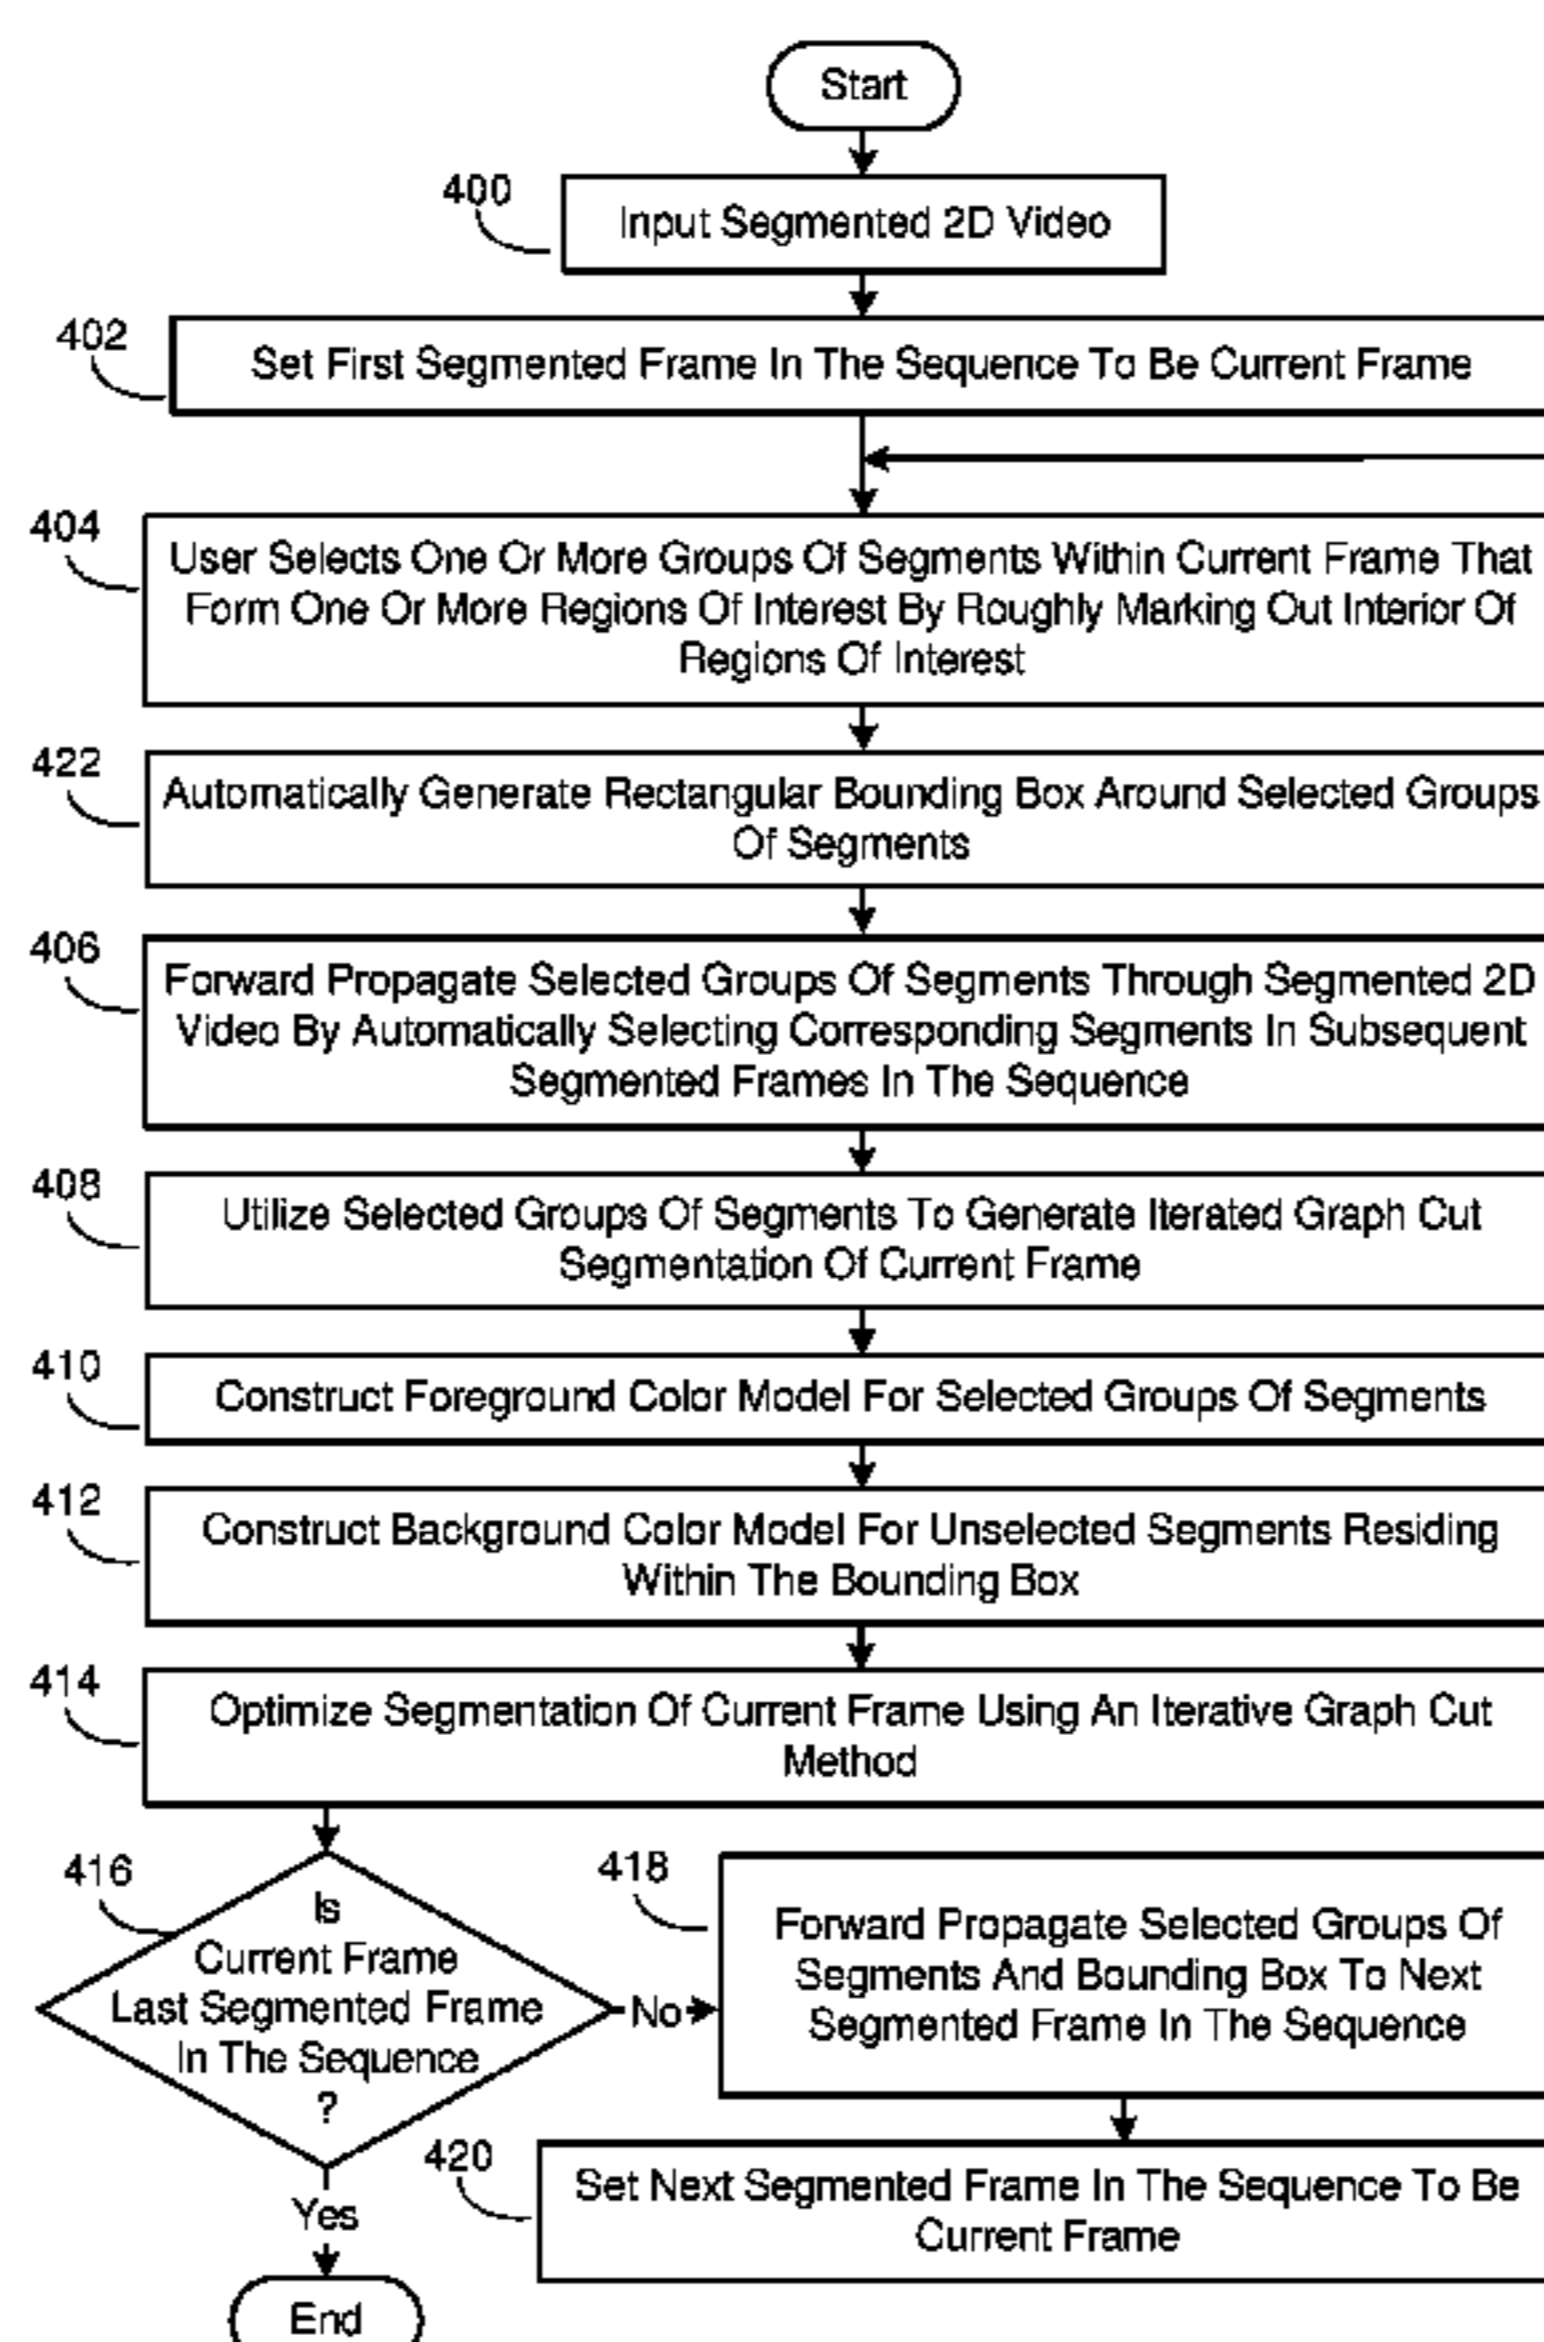 Start
400
Input Segmented 2D Video
402
Set First Segmented Frame In The Sequence To Be Current Frame
404
User Selects One Or More Groups Of Segments Within Current Frame That
Form One Or More Regions Of Interest By Roughly Marking Out Interior Of
Regions Of Interest
422
Automatically Generate Rectangular Bounding Box Around Selected Groups
Of Segments
406
Forward Propagate Selected Groups Of Segments Through Segmented 2D
Video By Automatically Selecting Corresponding Segments In Subsequent
Segmented Frames In The Sequence
408
Utilize Selected Groups Of Segments To Generate Iterated Graph Cut
Segmentation Of Current Frame
410
Construct Foreground Color Model For Selected Groups Of Segments
412
Construct Background Color Model For Unselected Segments Residing
Within The Bounding Box
414
Optimize Segmentation Of Current Frame Using An Iterative Graph Cut
Method
416
Is
Current Frame
Last Segmented Frame
In The Sequence
?
No
418
Forward Propagate Selected Groups Of
Segments And Bounding Box To Next
Segmented Frame In The Sequence
420
Set Next Segmented Frame In The Sequence To Be
Current Frame
Yes
End